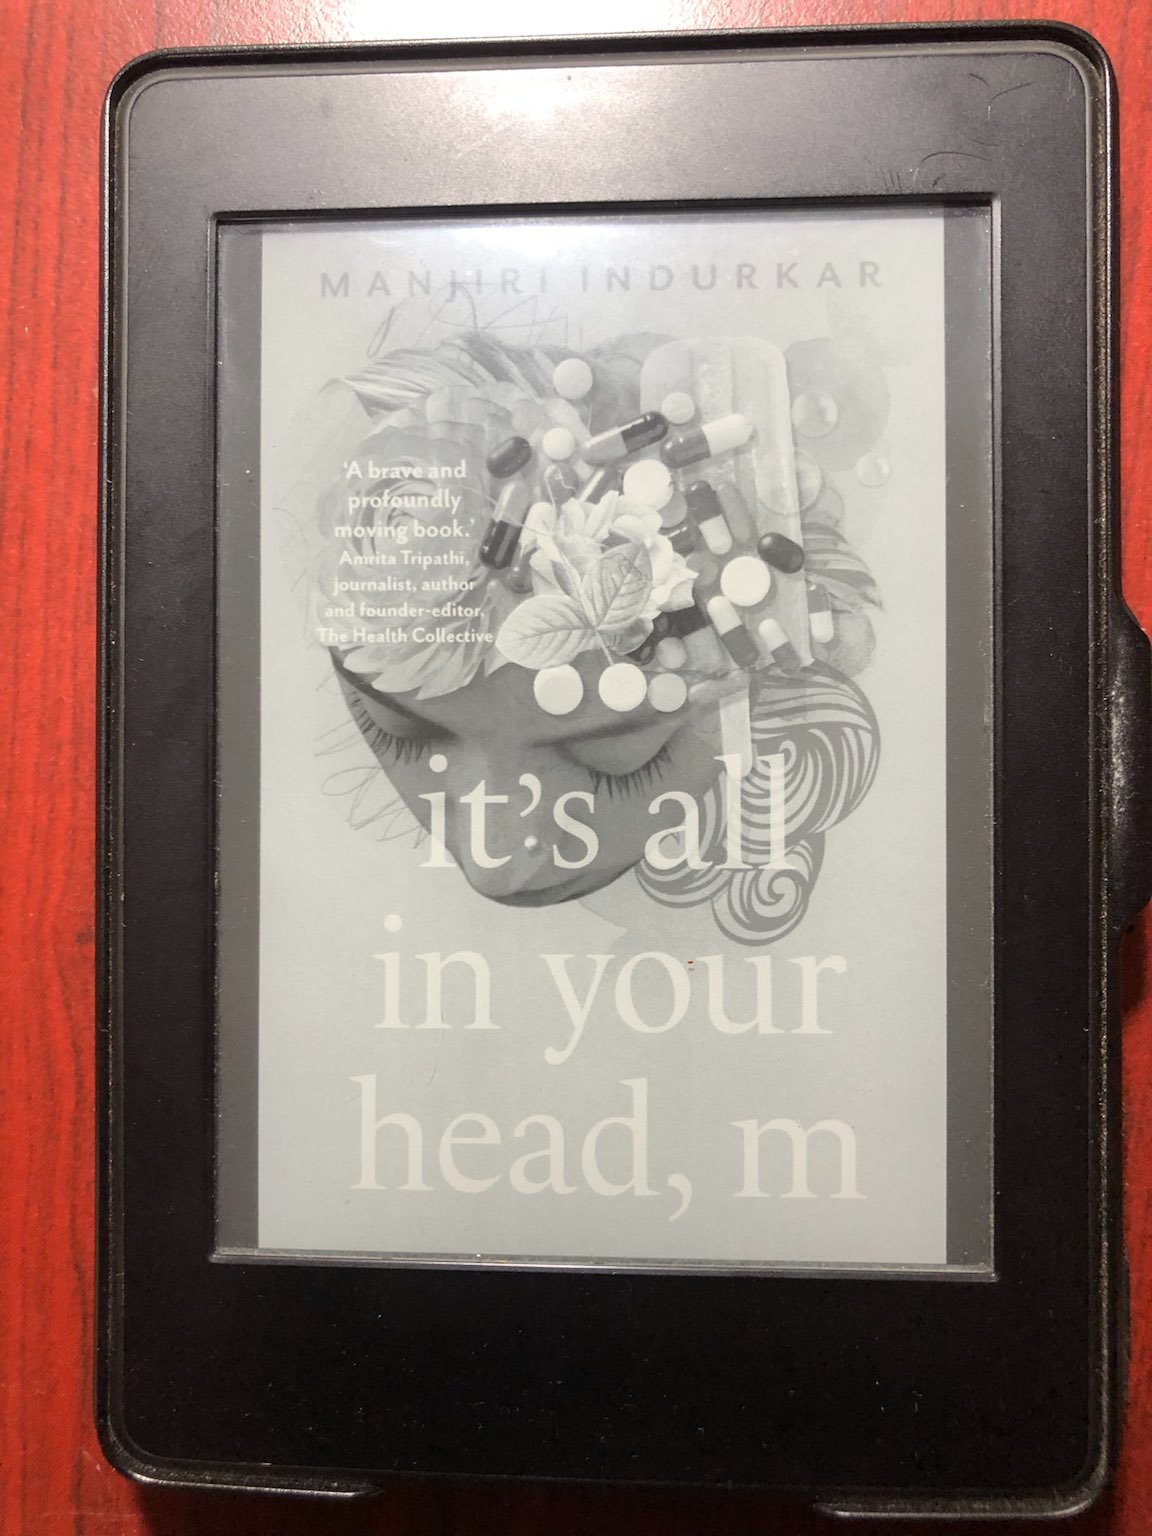 MANJIRI INDURKAR
‘A brave and
profoundly
moving book.’
Amrita Tripathi,
journalist, author
and founder-editor,
The Health Collective
it’s all
in your
head, m